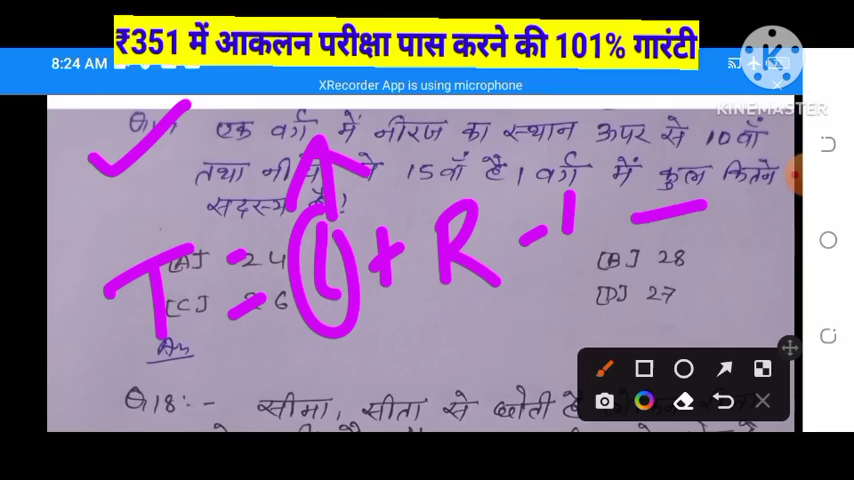 ₹351 में आकलन परीक्षा पास करने की 101% गारंटी
8:24 AM
XRecorder App is using microphone
KINEMASTER
एक वर्ग में नीरज का स्थान ऊपर से 10वाँ
तथा नी से 15वाँ है। वर्ग में कुल कितने
सदस्य हैं?
[A] 24
[B] 28
[C] 26
[D] 27
T = L + R - 1
Ans
Q18:- सीमा, सीता से छोटी है